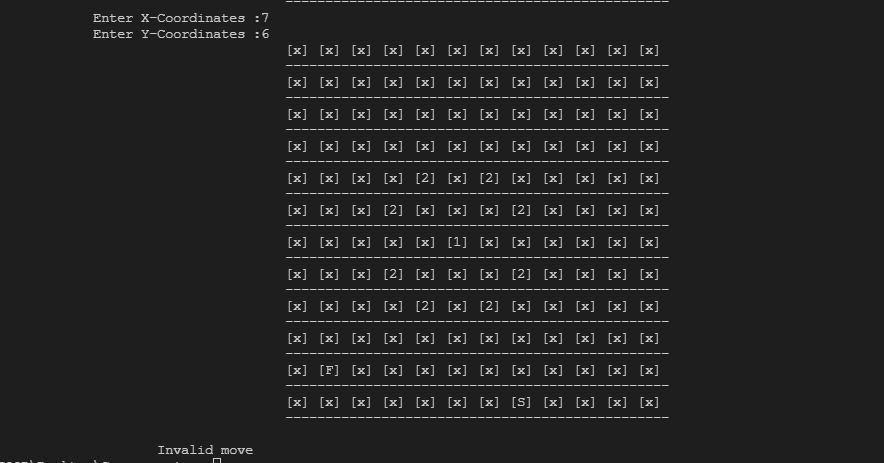 Enter X-Coordinates :7
Enter Y-Coordinates :6
[x] [x] [x] [x] [x] [x] [x] [x] [x] [x] [x] [x]
[x] [x] [x] [x] [x] [x] [x] [x] [x] [x] [x] [x]
[x] [x] [x] [x] [x] [x] [x] [x] [x] [x] [x] [x]
[x] [x] [x] [x] [x] [x] [x] [x] [x] [x] [x] [x]
[x] [x] [x] [x] [2] [x] [2] [x] [x] [x] [x] [x]
[x] [x] [x] [2] [x] [x] [x] [2] [x] [x] [x] [x]
[x] [x] [x] [x] [x] [1] [x] [x] [x] [x] [x] [x]
[x] [x] [x] [2] [x] [x] [x] [2] [x] [x] [x] [x]
[x] [x] [x] [x] [2] [x] [2] [x] [x] [x] [x] [x]
[x] [x] [x] [x] [x] [x] [x] [x] [x] [x] [x] [x]
[x] [F] [x] [x] [x] [x] [x] [x] [x] [x] [x] [x]
[x] [x] [x] [x] [x] [x] [x] [S] [x] [x] [x] [x]
Invalid move